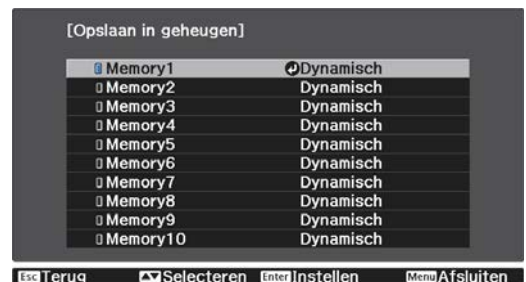 [Opslaan in geheugen]
Memory1 Dynamisch
Memory2 Dynamisch
Memory3 Dynamisch
Memory4 Dynamisch
Memory5 Dynamisch
Memory6 Dynamisch
Memory7 Dynamisch
Memory8 Dynamisch
Memory9 Dynamisch
Memory10 Dynamisch
Esc Terug Selecteren Enter Instellen Menu Afsluiten